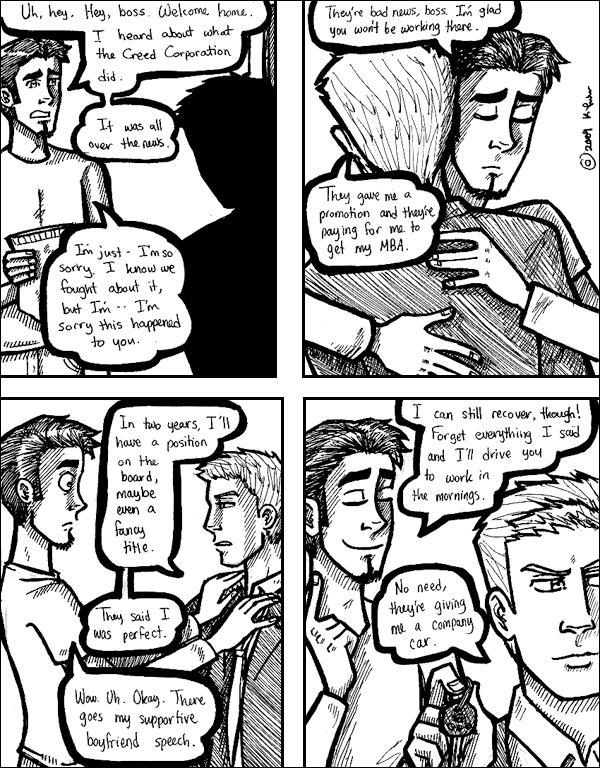 Uh, hey. Hey, boss. Welcome home.
I heard about what
the Creed Corporation
did.
It was all
over the news.
I'm just - I'm so
sorry. I know we
fought about it,
but I'm -- I'm
sorry this happened
to you.
They're bad news, boss. I'm glad
you won't be working there.
They gave me a
promotion and they're
paying for me to
get my MBA.
© 2009
In two years, I'll
have a position
on the
board,
maybe
even a
fancy
title.
They said I
was perfect.
Wow. Uh. Okay. There
goes my supportive
boyfriend speech.
I can still recover, though!
Forget everything I said
and I'll drive you
to work in
the mornings.
No need,
they're giving
me a company
car.